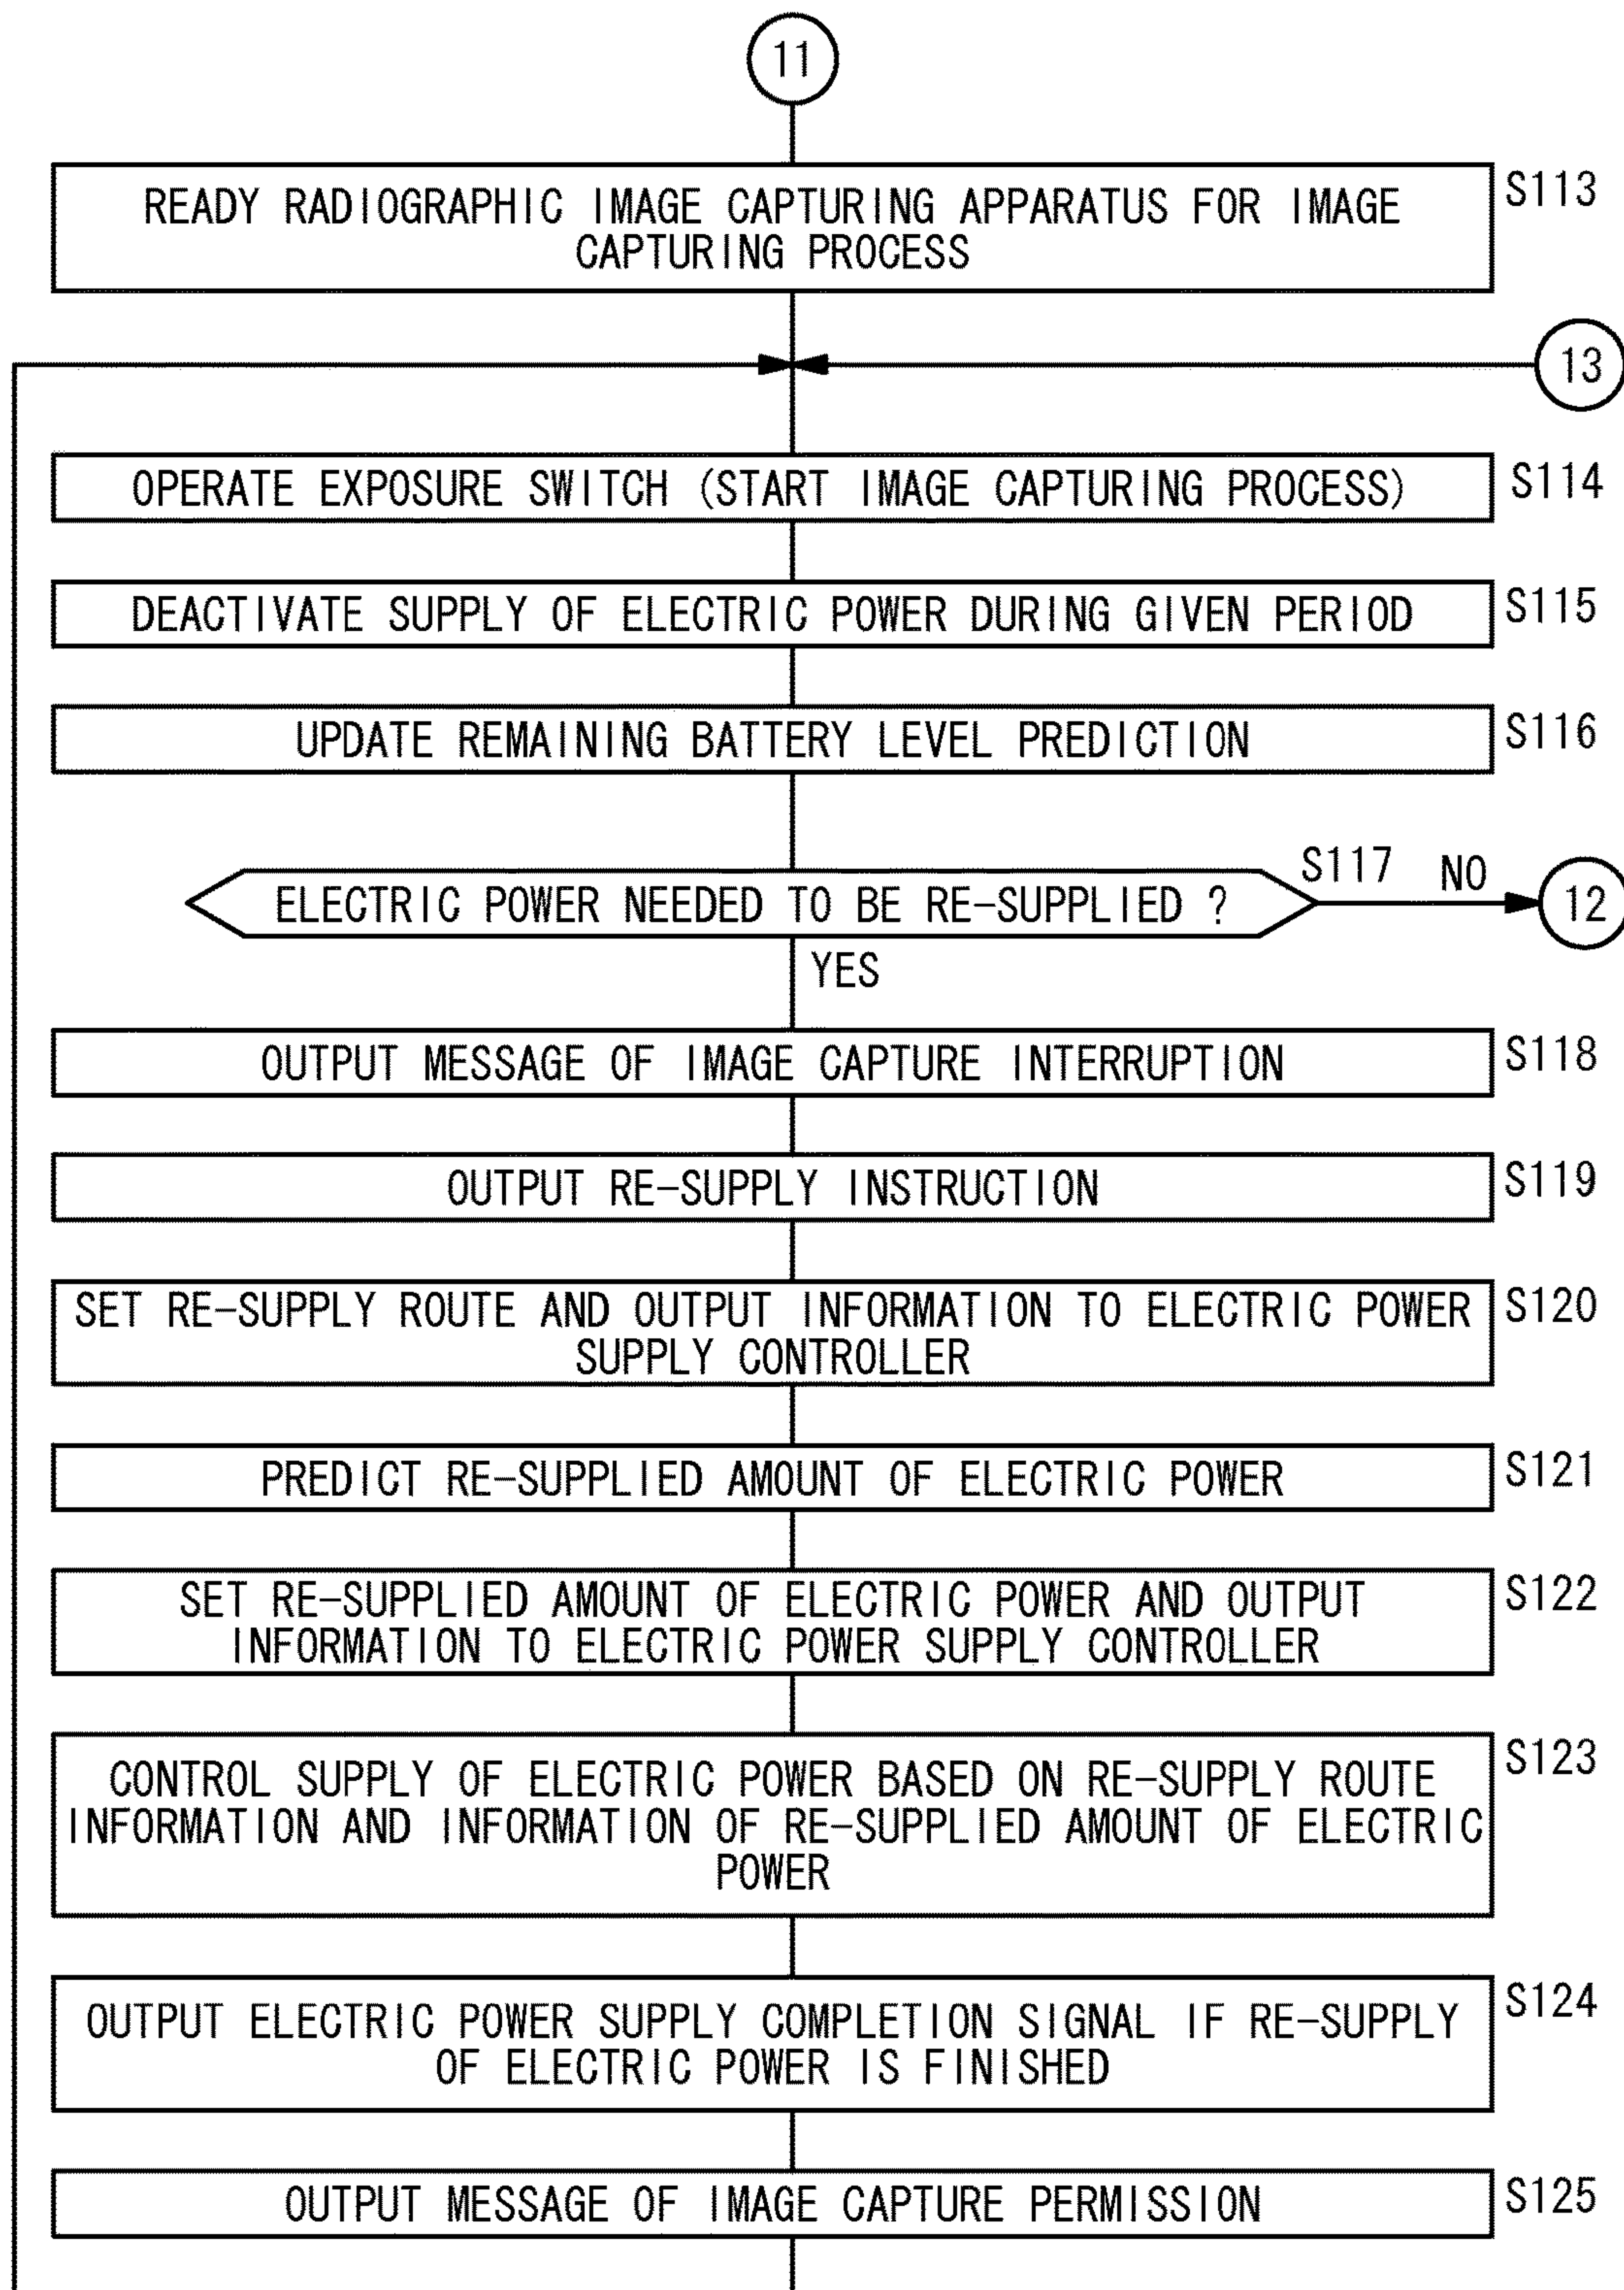 11
READY RADIOGRAPHIC IMAGE CAPTURING APPARATUS FOR IMAGE
CAPTURING PROCESS
S113
13
OPERATE EXPOSURE SWITCH (START IMAGE CAPTURING PROCESS)
S114
DEACTIVATE SUPPLY OF ELECTRIC POWER DURING GIVEN PERIOD
S115
UPDATE REMAINING BATTERY LEVEL PREDICTION
S116
ELECTRIC POWER NEEDED TO BE RE-SUPPLIED ?
S117
NO
12
YES
OUTPUT MESSAGE OF IMAGE CAPTURE INTERRUPTION
S118
OUTPUT RE-SUPPLY INSTRUCTION
S119
SET RE-SUPPLY ROUTE AND OUTPUT INFORMATION TO ELECTRIC POWER
SUPPLY CONTROLLER
S120
PREDICT RE-SUPPLIED AMOUNT OF ELECTRIC POWER
S121
SET RE-SUPPLIED AMOUNT OF ELECTRIC POWER AND OUTPUT
INFORMATION TO ELECTRIC POWER SUPPLY CONTROLLER
S122
CONTROL SUPPLY OF ELECTRIC POWER BASED ON RE-SUPPLY ROUTE
INFORMATION AND INFORMATION OF RE-SUPPLIED AMOUNT OF ELECTRIC
POWER
S123
OUTPUT ELECTRIC POWER SUPPLY COMPLETION SIGNAL IF RE-SUPPLY
OF ELECTRIC POWER IS FINISHED
S124
OUTPUT MESSAGE OF IMAGE CAPTURE PERMISSION
S125